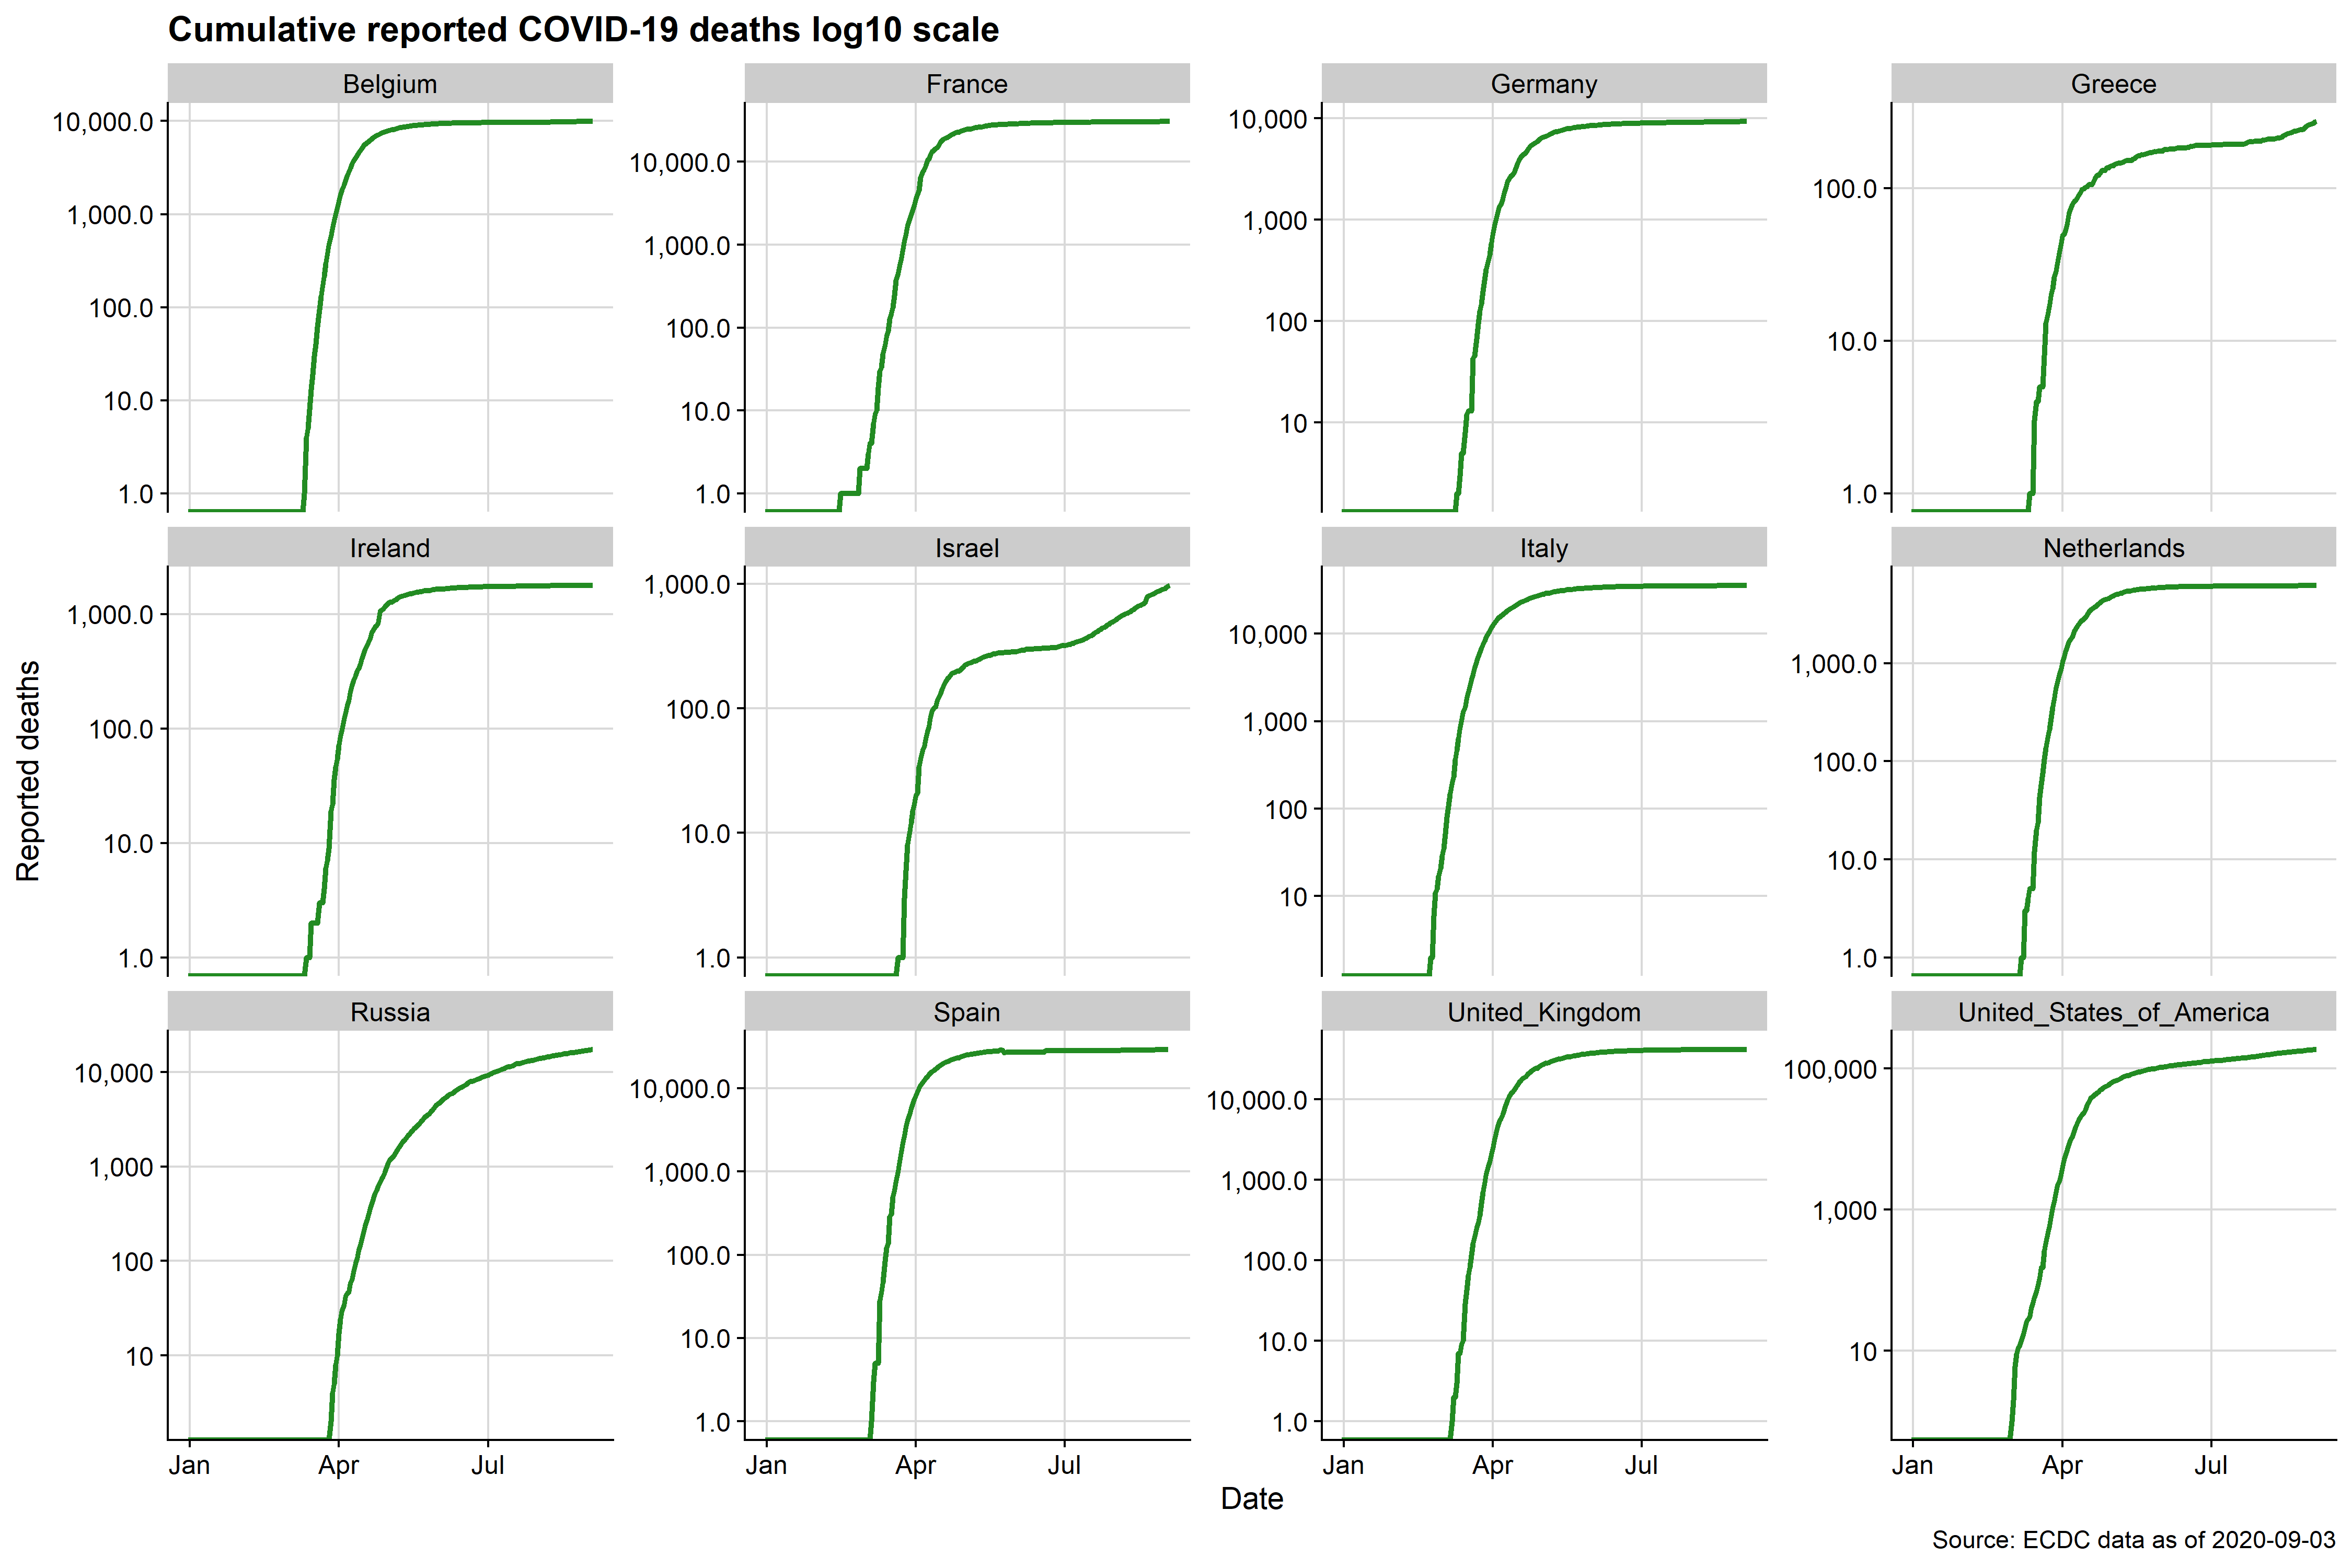 Cumulative reported COVID-19 deaths log10 scale
Belgium
France
Germany
Greece
10,000.0
1,000.0
100.0
10.0
1.0
10,000.0
1,000.0
100.0
10.0
1.0
10,000
1,000
100
10
100.0
10.0
1.0
Ireland
Israel
Italy
Netherlands
1,000.0
100.0
10.0
1.0
1,000.0
100.0
10.0
1.0
10,000
1,000
100
10
1,000.0
100.0
10.0
1.0
Reported deaths
Russia
Spain
United_Kingdom
United_States_of_America
10,000
1,000
100
10
10,000.0
1,000.0
100.0
10.0
1.0
10,000.0
1,000.0
100.0
10.0
1.0
100,000
1,000
10
Jan Apr Jul
Jan Apr Jul
Jan Apr Jul
Jan Apr Jul
Date
Source: ECDC data as of 2020-09-03